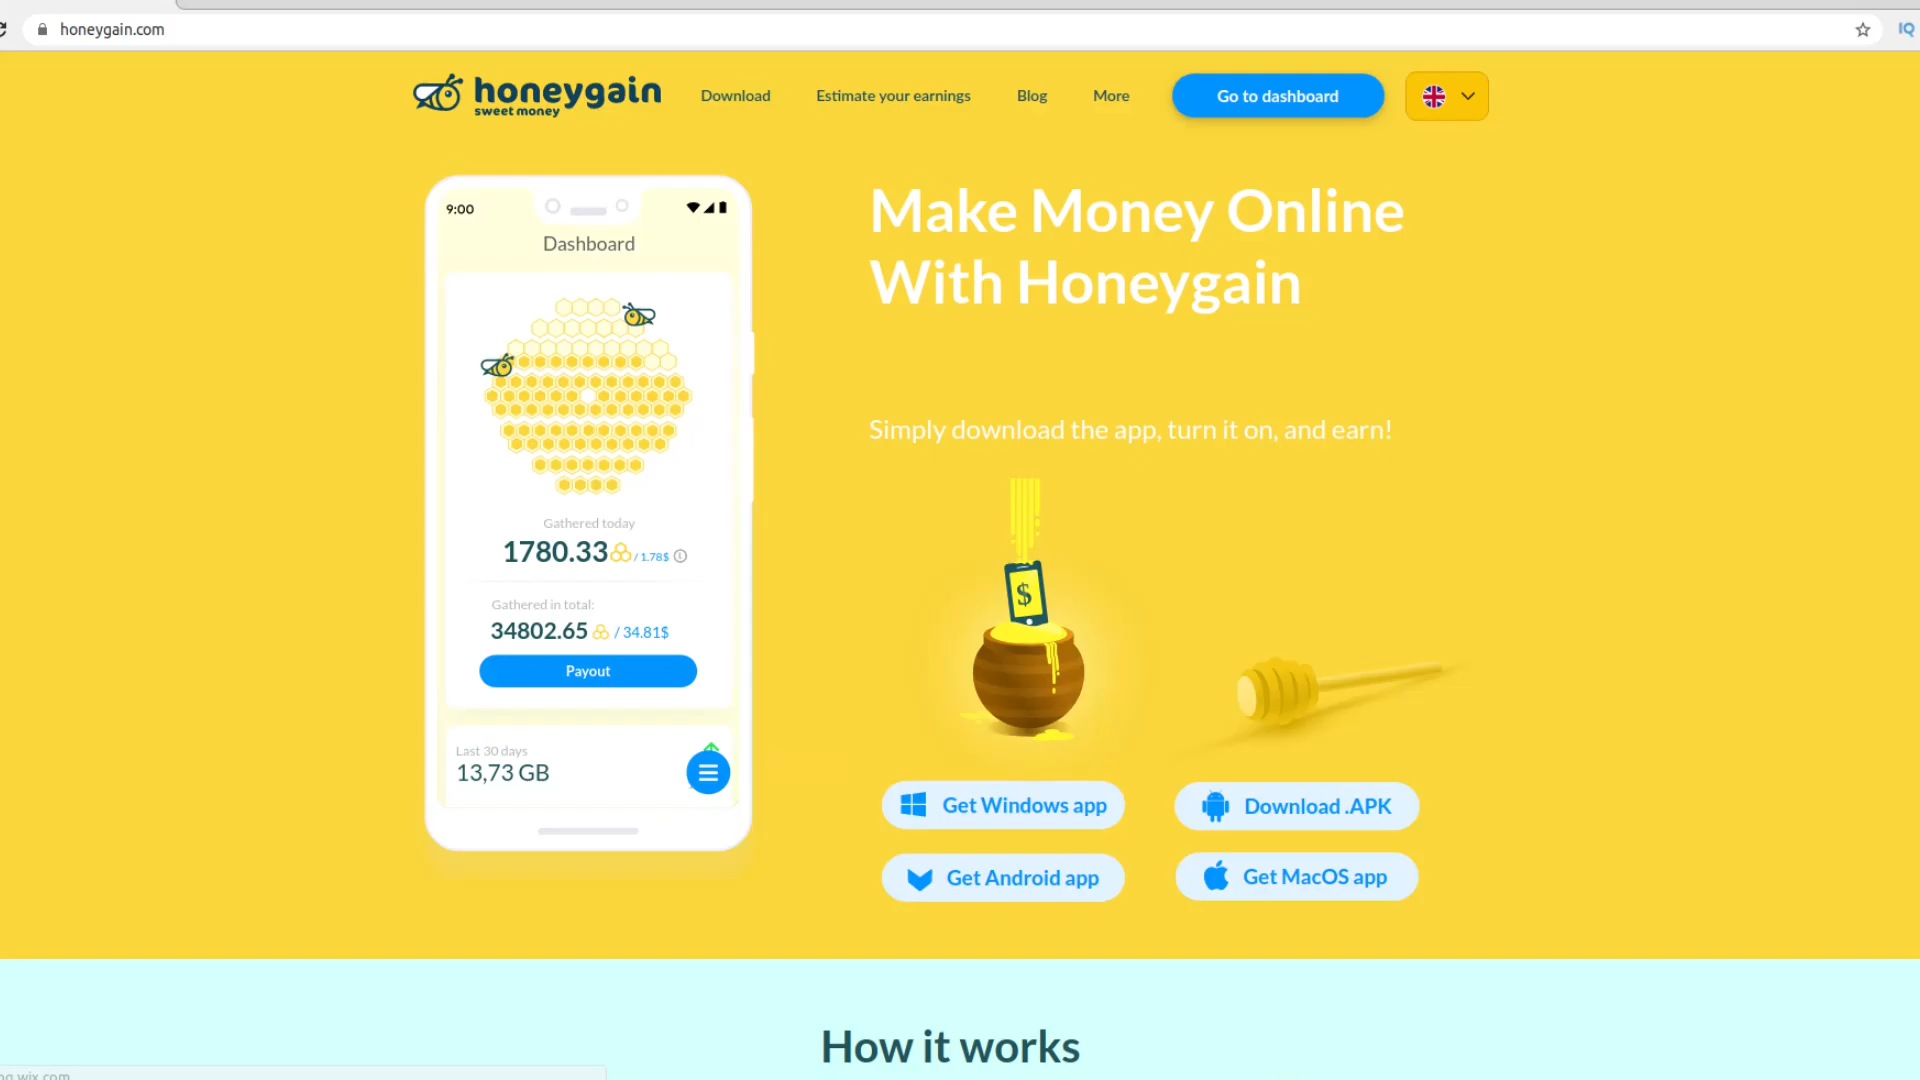 honeygain.com
IQ
honeygain
sweet money
Download
Estimate your earnings
Blog
More
Go to dashboard
9:00
Dashboard
Gathered today
1780.33 / 1.78$
Gathered in total:
34802.65 / 34.81$
Payout
Last 30 days
13,73 GB
Make Money Online
With Honeygain
Simply download the app, turn it on, and earn!
$
Get Windows app
Download .APK
Get Android app
Get MacOS app
How it works